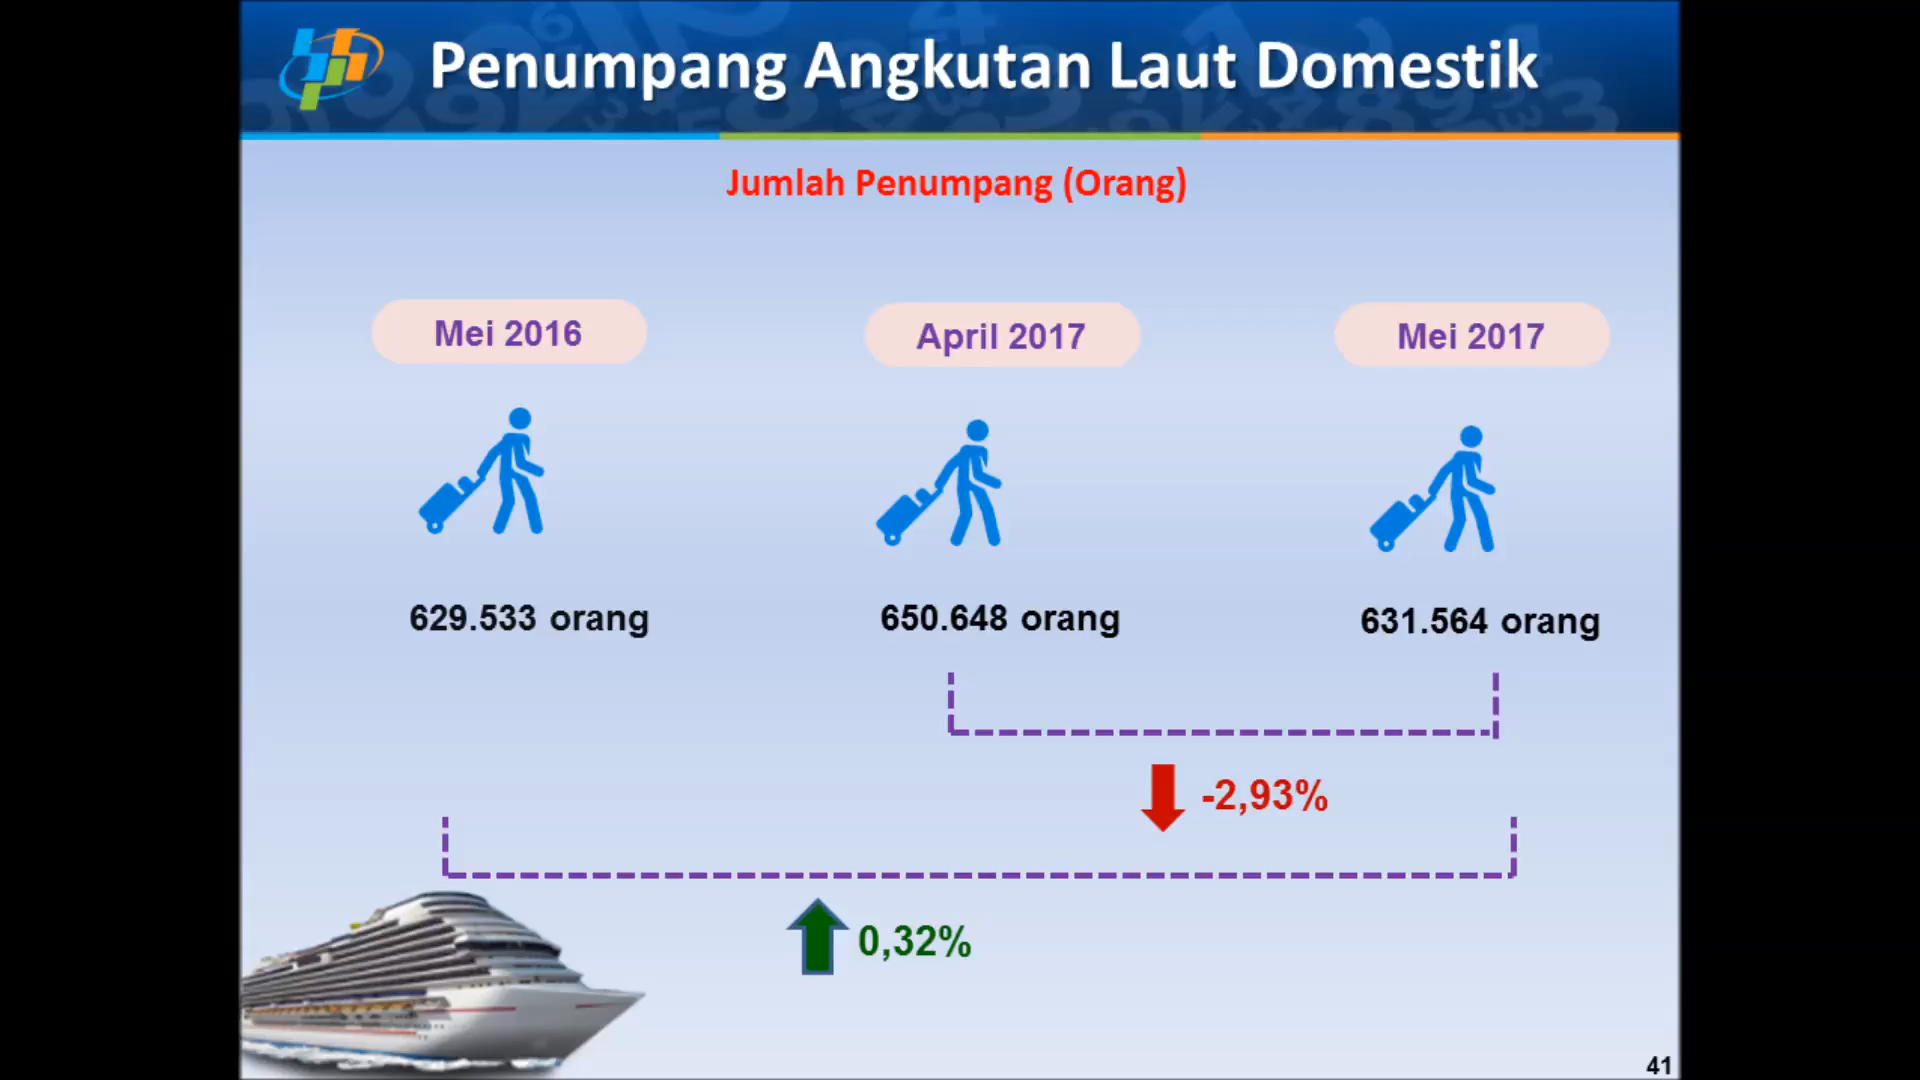 Penumpang Angkutan Laut Domestik
Jumlah Penumpang (Orang)
Mei 2016
April 2017
Mei 2017
629.533 orang
650.648 orang
631.564 orang
-2,93%
0,32%
41